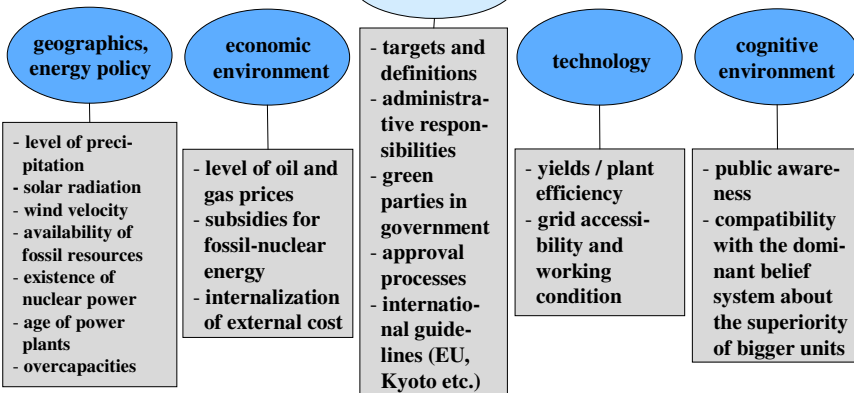 geographics,
energy policy
- level of preci-
pitation
- solar radiation
- wind velocity
- availability of
fossil resources
- existence of
nuclear power
- age of power
plants
- overcapacities
economic
environment
- level of oil and
gas prices
- subsidies for
fossil-nuclear
energy
- internalization
of external cost
- targets and
definitions
- administra-
tive respon-
sibilities
- green
parties in
government
- approval
processes
- internatio-
nal guide-
lines (EU,
Kyoto etc.)
technology
- yields / plant
efficiency
- grid accessi-
bility and
working
condition
cognitive
environment
- public aware-
ness
- compatibility
with the domi-
nant belief
system about
the superiority
of bigger units